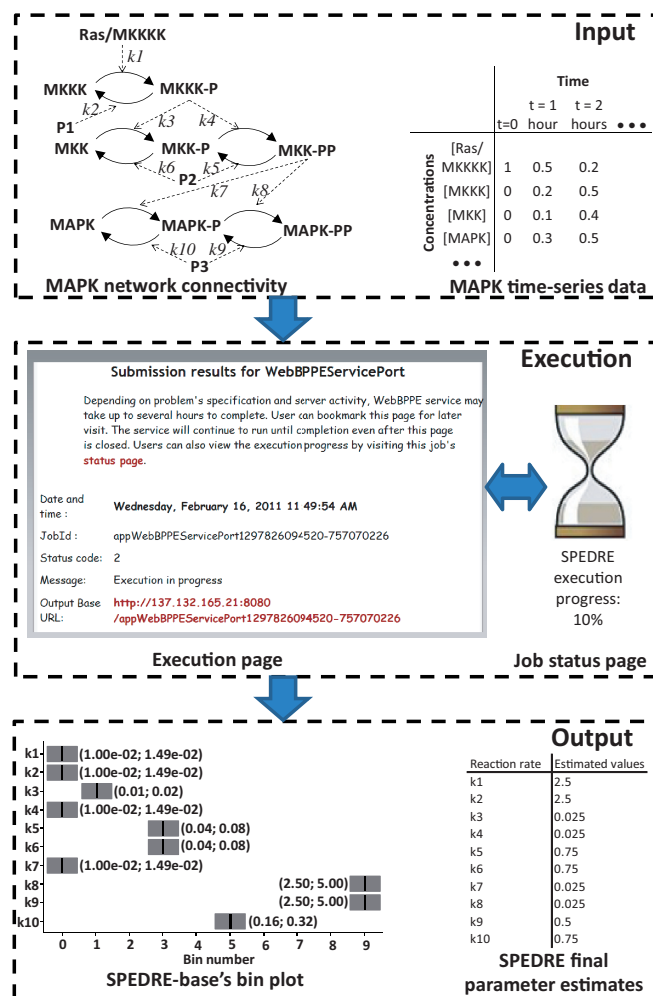 Input
Ras/MKKKK
k1
MKKK
MKKK-P
k2
P1
k3
k4
MKK
MKK-P
MKK-PP
k6
k5
P2
k7
k8
MAPK
MAPK-P
MAPK-PP
k10
k9
P3
MAPK network connectivity
Time
t=0
t = 1 hour
t = 2 hours
•••
Concentrations
[Ras/MKKKK] 1 0.5 0.2
[MKKK] 0 0.2 0.5
[MKK] 0 0.1 0.4
[MAPK] 0 0.3 0.5
•••
MAPK time-series data
Execution
Submission results for WebBPPEServicePort
Depending on problem's specification and server activity, WebBPPE service may
take up to several hours to complete. User can bookmark this page for later
visit. The service will continue to run until completion even after this page
is closed. Users can also view the execution progress by visiting this job's
status page.
Date and time : Wednesday, February 16, 2011 11 49:54 AM
JobId : appWebBPPEServicePort1297826094520-757070226
Status code: 2
Message: Execution in progress
Output Base URL: http://137.132.165.21:8080
/appWebBPPEServicePort1297826094520-757070226
SPEDRE
execution
progress:
10%
Execution page
Job status page
Output
k1 (1.00e-02; 1.49e-02)
k2 (1.00e-02; 1.49e-02)
k3 (0.01; 0.02)
k4 (1.00e-02; 1.49e-02)
k5 (0.04; 0.08)
k6 (0.04; 0.08)
k7 (1.00e-02; 1.49e-02)
k8 (2.50; 5.00)
k9 (2.50; 5.00)
k10 (0.16; 0.32)
0 1 2 3 4 5 6 7 8 9
Bin number
SPEDRE-base's bin plot
Reaction rate Estimated values
k1 2.5
k2 2.5
k3 0.025
k4 0.025
k5 0.75
k6 0.75
k7 0.025
k8 0.025
k9 0.5
k10 0.75
SPEDRE final
parameter estimates